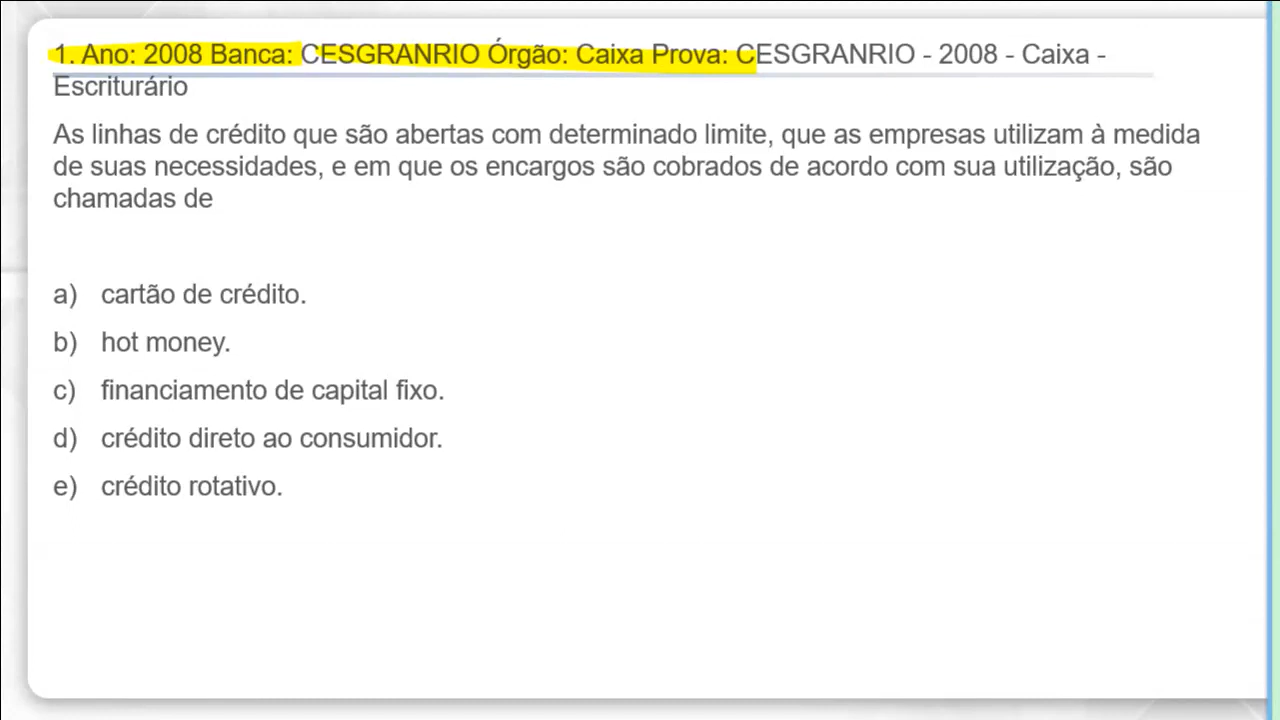 1. Ano: 2008 Banca: CESGRANRIO Órgão: Caixa Prova: CESGRANRIO - 2008 - Caixa -
Escriturário
As linhas de crédito que são abertas com determinado limite, que as empresas utilizam à medida
de suas necessidades, e em que os encargos são cobrados de acordo com sua utilização, são
chamadas de
a) cartão de crédito.
b) hot money.
c) financiamento de capital fixo.
d) crédito direto ao consumidor.
e) crédito rotativo.